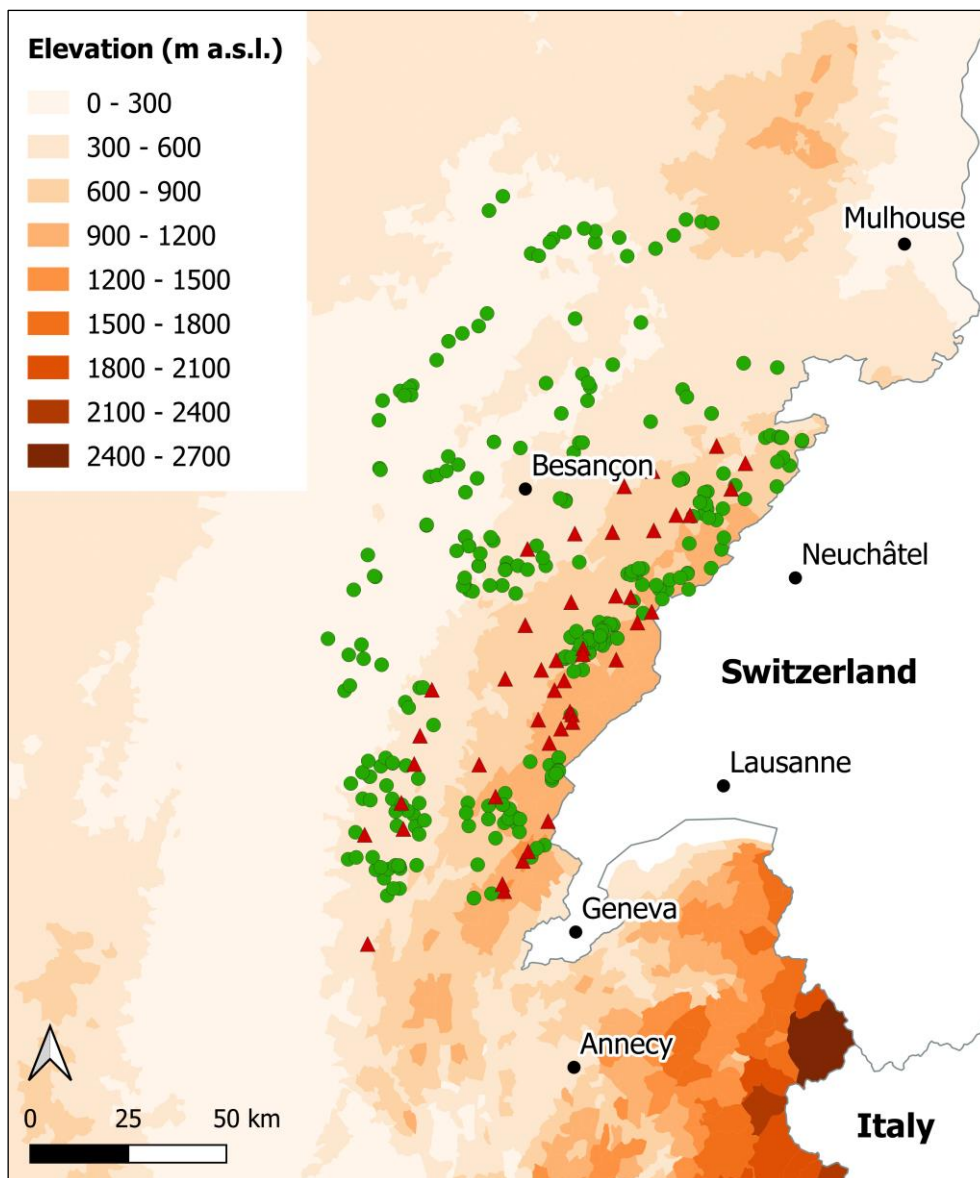 Elevation (m a.s.l.)
0 - 300
300 - 600
600 - 900
900 - 1200
1200 - 1500
1500 - 1800
1800 - 2100
2100 - 2400
2400 - 2700
Mulhouse
Besançon
Neuchâtel
Switzerland
Lausanne
Geneva
Annecy
Italy
0 25 50 km